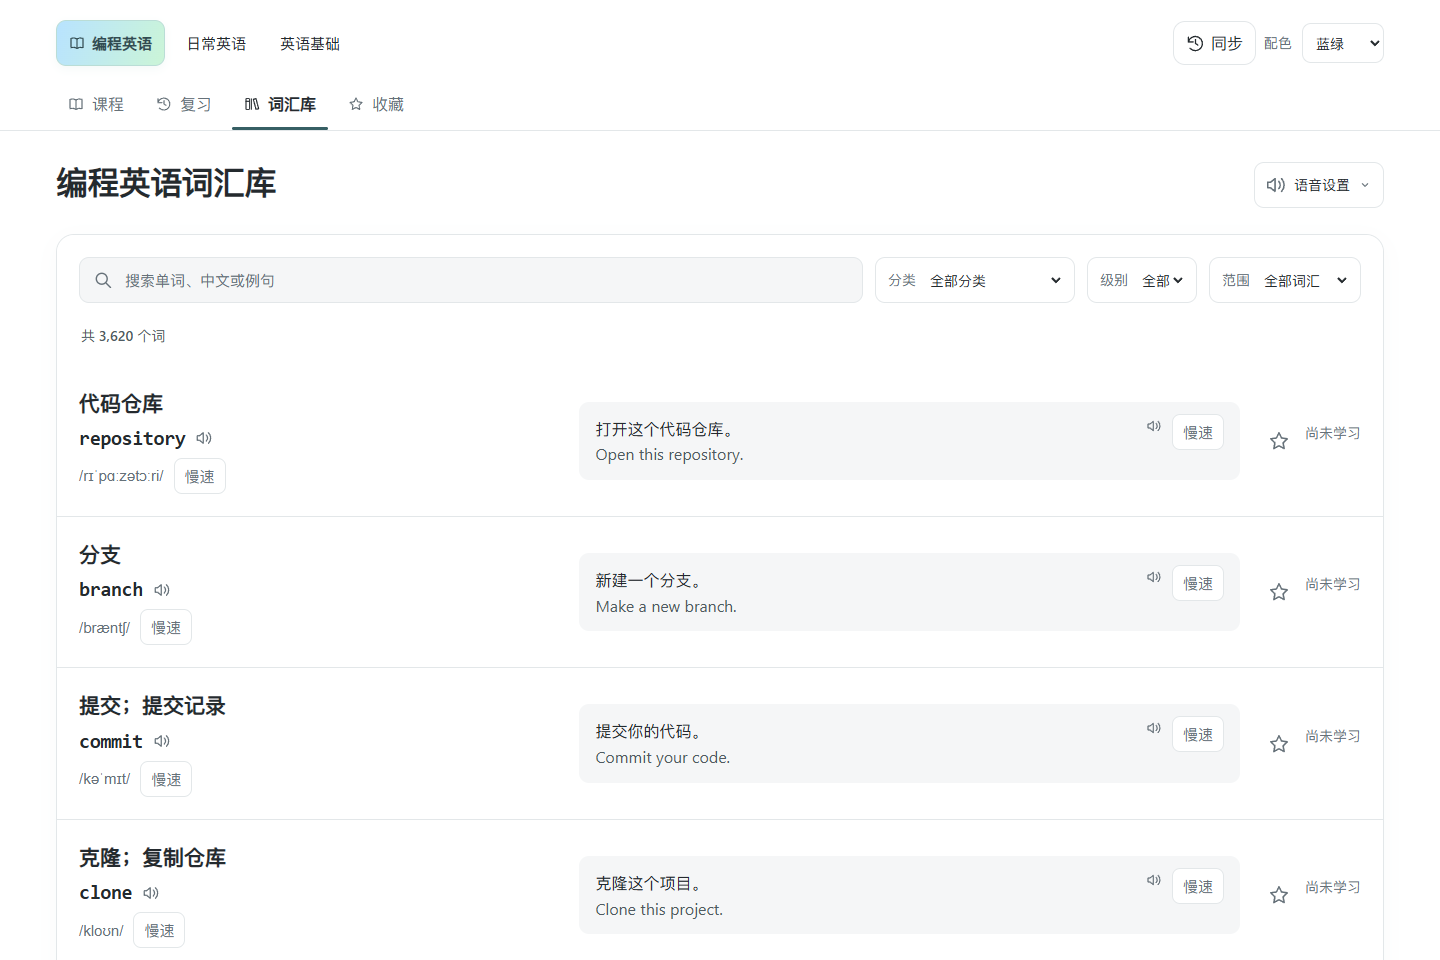 编程英语 日常英语 英语基础 同步 配色 蓝绿
课程 复习 词汇库 收藏
编程英语词汇库 语音设置
搜索单词、中文或例句 分类 全部分类 级别 全部 范围 全部词汇
共 3,620 个词
代码仓库
repository
/rɪˈpɑːzətɔːri/ 慢速
打开这个代码仓库。 慢速
Open this repository.
尚未学习
分支
branch
/bræntʃ/ 慢速
新建一个分支。 慢速
Make a new branch.
尚未学习
提交；提交记录
commit
/kəˈmɪt/ 慢速
提交你的代码。 慢速
Commit your code.
尚未学习
克隆；复制仓库
clone
/kloʊn/ 慢速
克隆这个项目。 慢速
Clone this project.
尚未学习